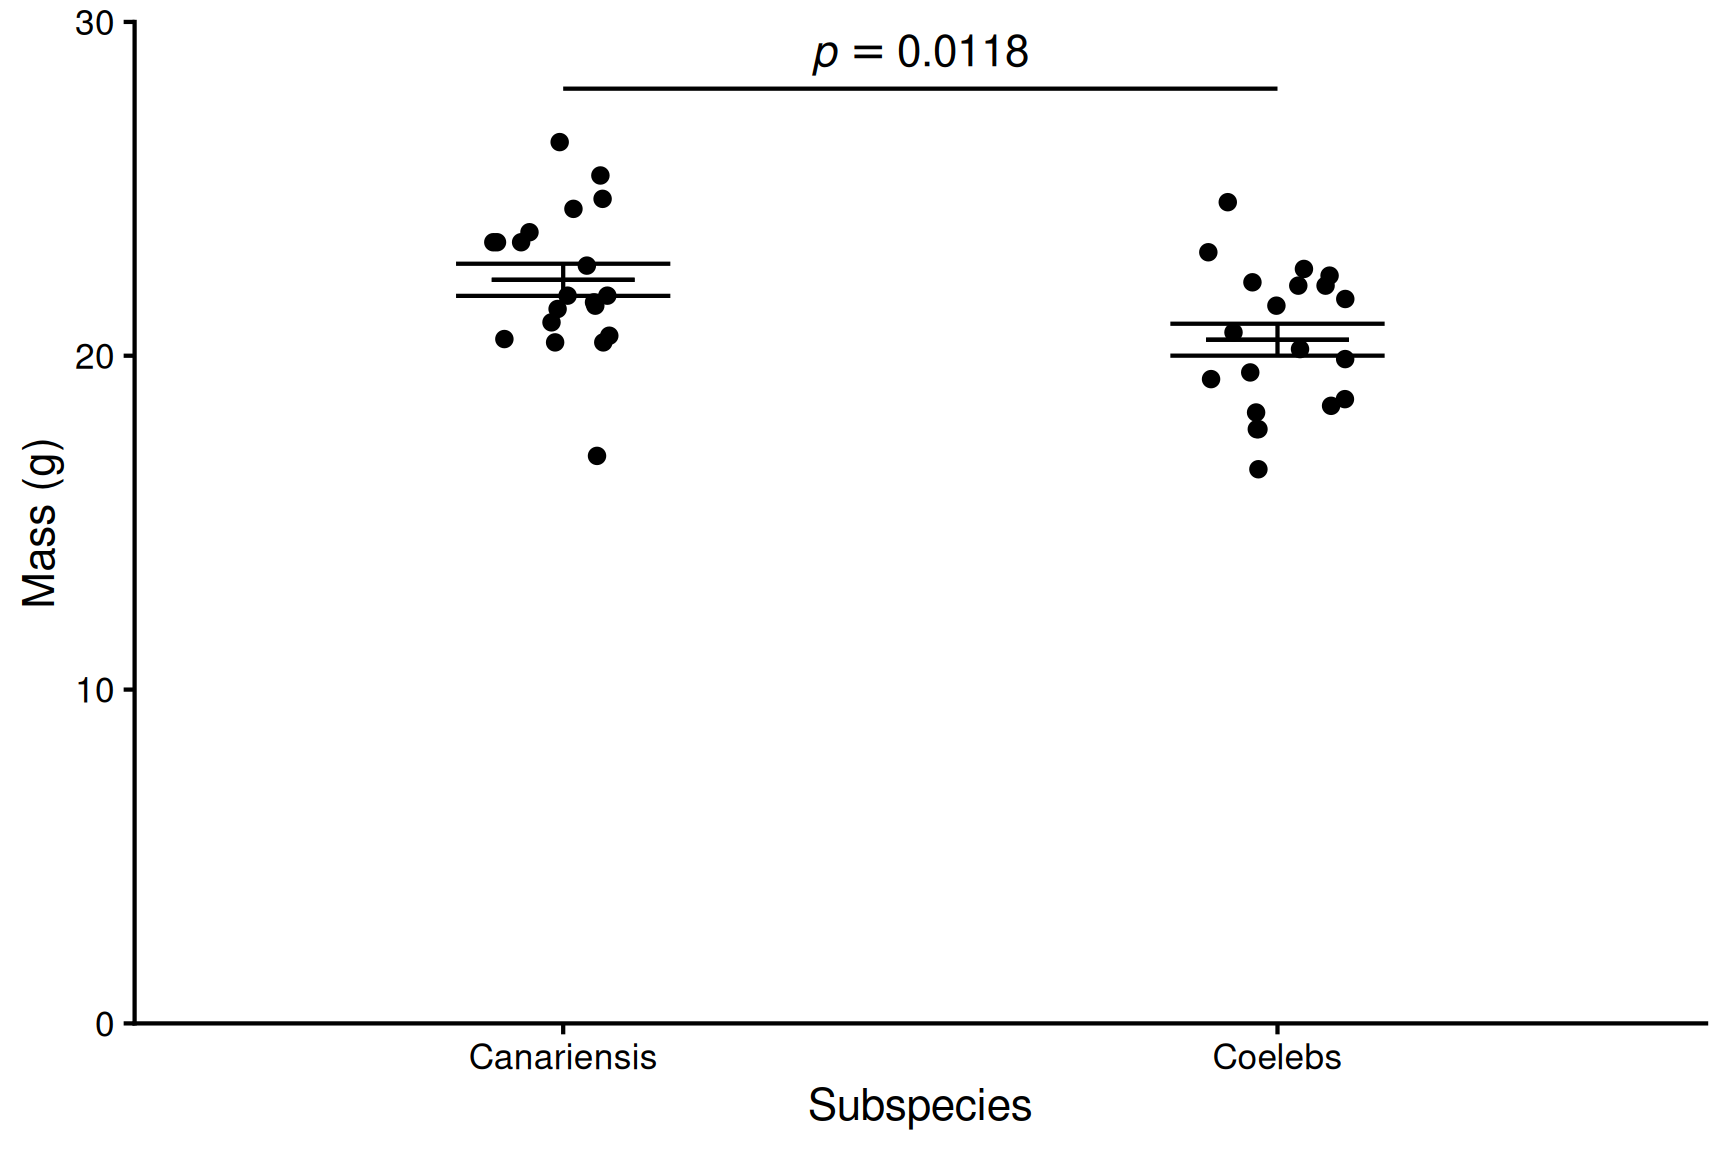 30
p = 0.0118
20
10
0
Mass (g)
Canariensis
Coelebs
Subspecies